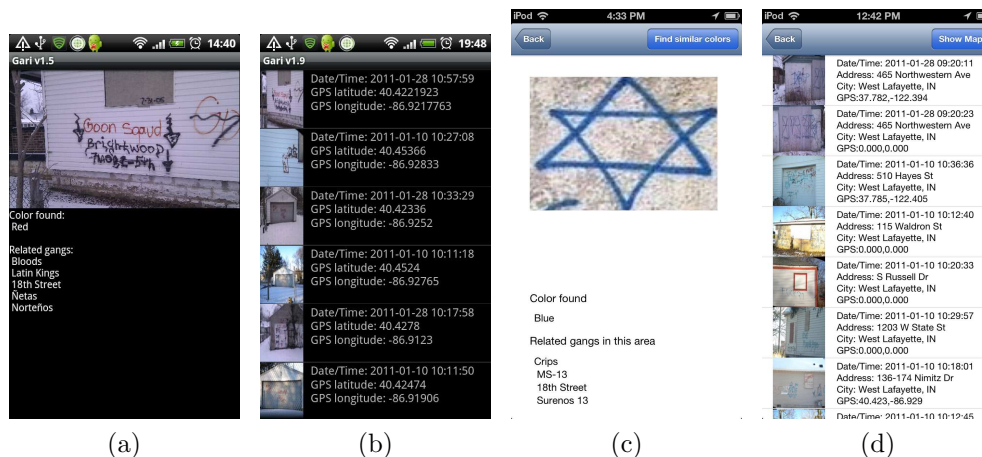 14:40
Gari v1.5
7-31-06
Goon Sqaud
Brightwood
Color found:
Red
Related gangs:
Bloods
Latin Kings
18th Street
Ñetas
Norteños
(a)
19:48
Gari v1.9
Date/Time: 2011-01-28 10:57:59
GPS latitude: 40.4221923
GPS longitude: -86.9217763
Date/Time: 2011-01-10 10:27:08
GPS latitude: 40.45366
GPS longitude: -86.92833
Date/Time: 2011-01-28 10:33:29
GPS latitude: 40.42336
GPS longitude: -86.9252
Date/Time: 2011-01-10 10:11:18
GPS latitude: 40.4524
GPS longitude: -86.92765
Date/Time: 2011-01-28 10:17:58
GPS latitude: 40.4278
GPS longitude: -86.9123
Date/Time: 2011-01-10 10:11:50
GPS latitude: 40.42474
GPS longitude: -86.91906
(b)
iPod 4:33 PM
Back Find similar colors
Color found
Blue
Related gangs in this area
Crips
MS-13
18th Street
Surenos 13
(c)
iPod 12:42 PM
Back Show Map
Date/Time: 2011-01-28 09:20:11
Address: 465 Northwestern Ave
City: West Lafayette, IN
GPS:37.782,-122.394
Date/Time: 2011-01-28 09:20:23
Address: 465 Northwestern Ave
City: West Lafayette, IN
GPS:0.000,0.000
Date/Time: 2011-01-10 10:36:36
Address: 510 Hayes St
City: West Lafayette, IN
GPS:37.785,-122.405
Date/Time: 2011-01-10 10:12:40
Address: 115 Waldron St
City: West Lafayette, IN
GPS:0.000,0.000
Date/Time: 2011-01-10 10:20:33
Address: S Russell Dr
City: West Lafayette, IN
GPS:0.000,0.000
Date/Time: 2011-01-10 10:29:57
Address: 1203 W State St
City: West Lafayette, IN
GPS:0.000,0.000
Date/Time: 2011-01-10 10:18:01
Address: 136-174 Nimitz Dr
City: West Lafayette, IN
GPS:40.423,-86.929
Date/Time: 2011-01-10 10:12:45
(d)